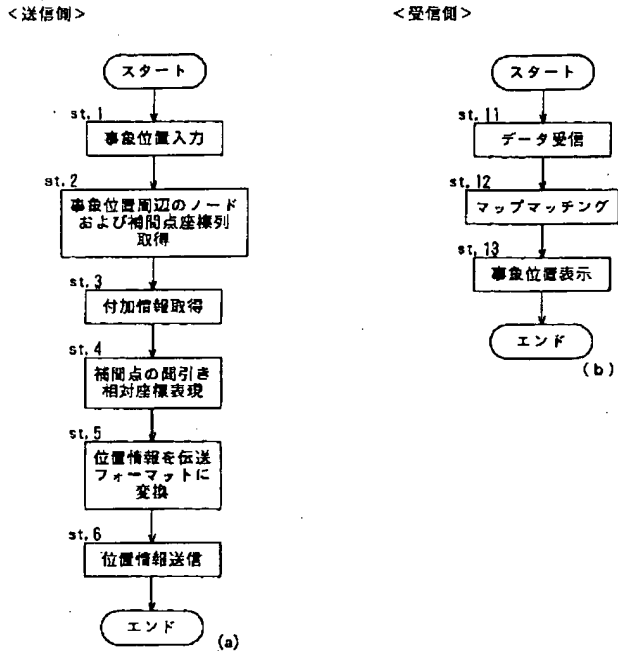 <送信側>
スタート
st.1
事象位置入力
st.2
事象位置周辺のノード
および補間点座標列
取得
st.3
付加情報取得
st.4
補間点の間引き
相対座標表現
st.5
位置情報を伝送
フォーマットに
変換
st.6
位置情報送信
エンド
(a)
<受信側>
スタート
st.11
データ受信
st.12
マップマッチング
st.13
事象位置表示
エンド
(b)